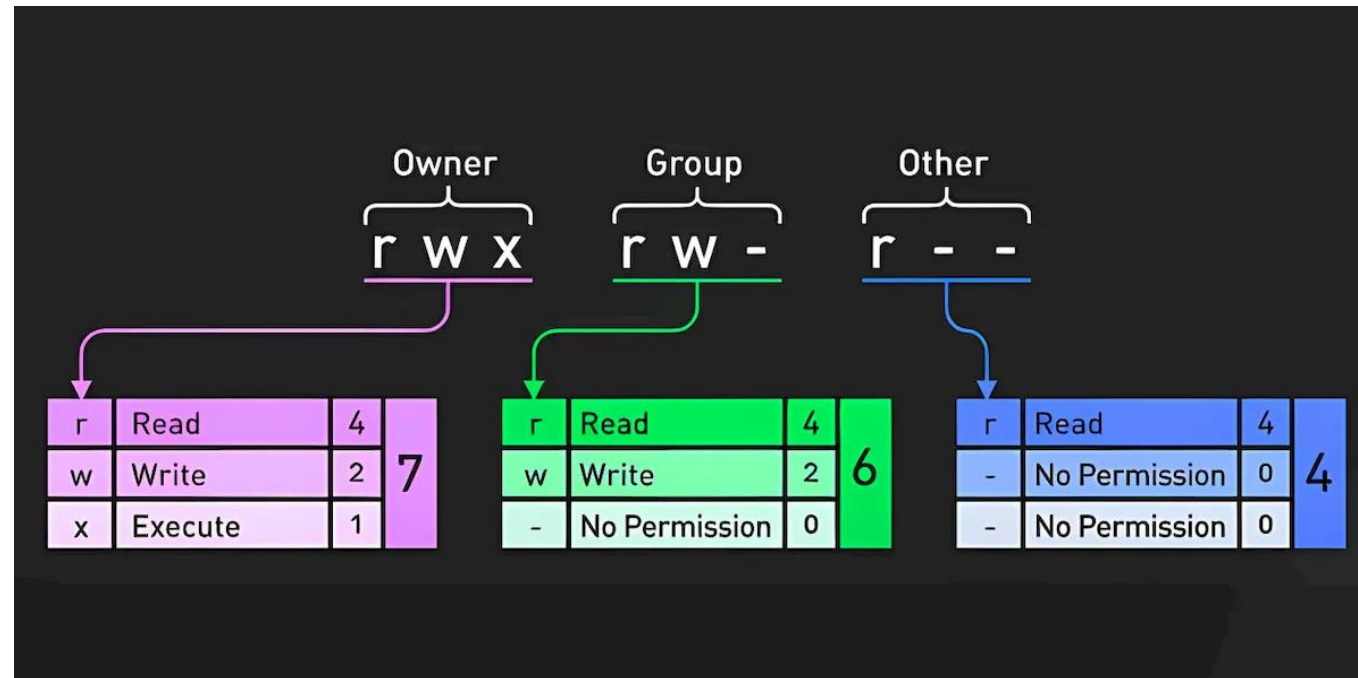 Owner Group Other
r w x r w - r - -
r Read 4
w Write 2
x Execute 1
7
r Read 4
w Write 2
- No Permission 0
6
r Read 4
- No Permission 0
- No Permission 0
4